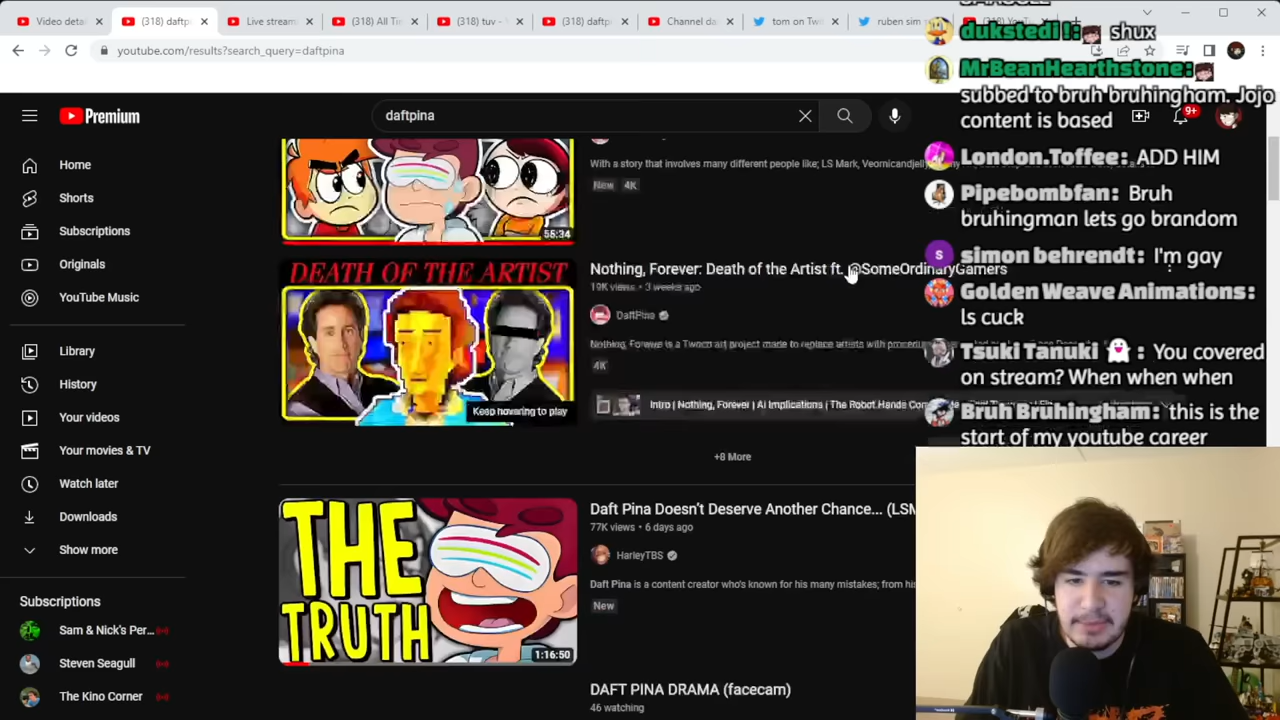 Video detai
(318) daftp
Live stream
(318) All Ti
(318) tuv -
(318) daftp
Channel da
tom on Tw
ruben sim
youtube.com/results?search_query=daftpina
Premium
daftpina
9+
Home
Shorts
Subscriptions
Originals
YouTube Music
Library
History
Your videos
Your movies & TV
Watch later
Downloads
Show more
Subscriptions
Sam & Nick's Per...
Steven Seagull
The Kino Corner
55:34
With a story that involves many different people like; LS Mark, Veornicandjelly
New 4K
DEATH OF THE ARTIST
Keep hovering to play
Nothing, Forever: Death of the Artist ft. @SomeOrdinaryGamers
19K views • 3 weeks ago
DaftPina
Nothing, Forever is a Twitch art project made to replace artists with
4K
Intro | Nothing, Forever | AI Implications | The Robot Hands
+8 More
THE
TRUTH
1:16:50
Daft Pina Doesn't Deserve Another Chance... (LSM
77K views • 6 days ago
HarleyTBS
Daft Pina is a content creator who's known for his many mistakes; from his
New
DAFT PINA DRAMA (facecam)
46 watching
dukstedi !: shux
MrBeanHearthstone:
subbed to bruh bruhingham. Jojo
content is based
London.Toffee: ADD HIM
Pipebombfan: Bruh
bruhingman lets go brandom
simon behrendt: I'm gay
Golden Weave Animations:
Is cuck
Tsuki Tanuki 👻: You covered
on stream? When when when
Bruh Bruhingham: this is the
start of my youtube career